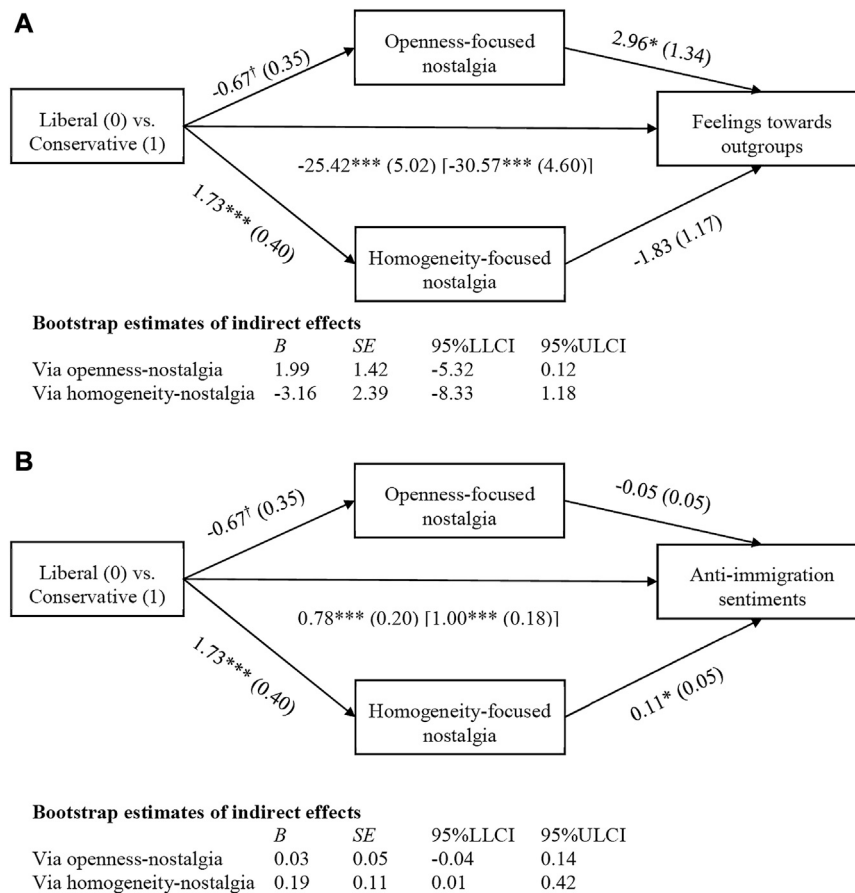 A
Openness-focused
nostalgia
-0.67† (0.35)
2.96* (1.34)
Liberal (0) vs.
Conservative (1)
Feelings towards
outgroups
-25.42*** (5.02) [-30.57*** (4.60)]
1.73*** (0.40)
-1.83 (1.17)
Homogeneity-focused
nostalgia
Bootstrap estimates of indirect effects
B SE 95%LLCI 95%ULCI
Via openness-nostalgia 1.99 1.42 -5.32 0.12
Via homogeneity-nostalgia -3.16 2.39 -8.33 1.18
B
Openness-focused
nostalgia
-0.67† (0.35)
-0.05 (0.05)
Liberal (0) vs.
Conservative (1)
Anti-immigration
sentiments
0.78*** (0.20) [1.00*** (0.18)]
1.73*** (0.40)
0.11* (0.05)
Homogeneity-focused
nostalgia
Bootstrap estimates of indirect effects
B SE 95%LLCI 95%ULCI
Via openness-nostalgia 0.03 0.05 -0.04 0.14
Via homogeneity-nostalgia 0.19 0.11 0.01 0.42